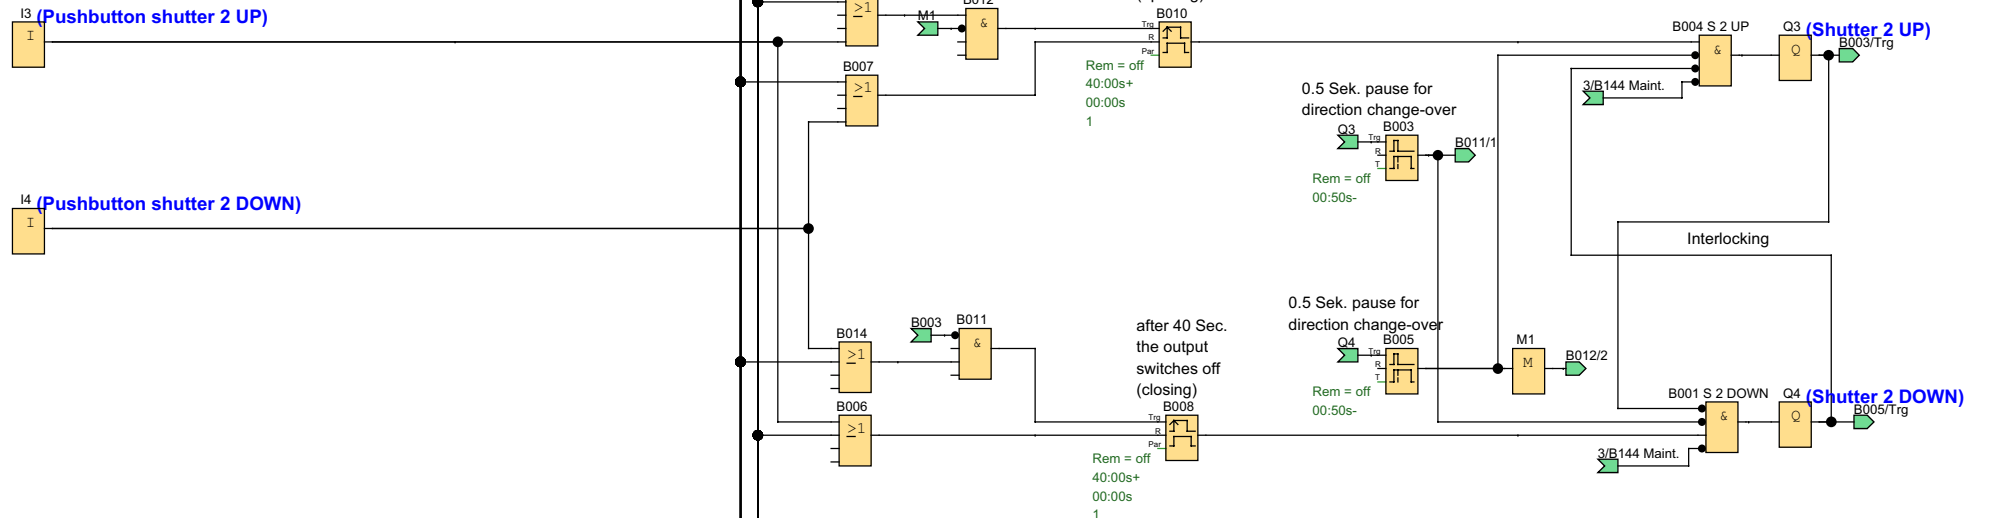 I3 (Pushbutton shutter 2 UP)
I
>1
M1
B012
&
B010
Trg
R
Par
Rem = off
40:00s+
00:00s
1
B007
>1
B004 S 2 UP
&
Q3
Q
(Shutter 2 UP)
B003/Trg
3/B144 Maint.
0.5 Sek. pause for
direction change-over
Q3
B003
Trg
R
T
B011/1
Rem = off
00:50s-
I4 (Pushbutton shutter 2 DOWN)
I
Interlocking
B014
>1
B003
B011
&
after 40 Sec.
the output
switches off
(closing)
B008
Trg
R
Par
Rem = off
40:00s+
00:00s
1
B006
>1
0.5 Sek. pause for
direction change-over
Q4
B005
Trg
R
T
Rem = off
00:50s-
M1
M
B012/2
B001 S 2 DOWN
&
Q4
Q
(Shutter 2 DOWN)
B005/Trg
3/B144 Maint.